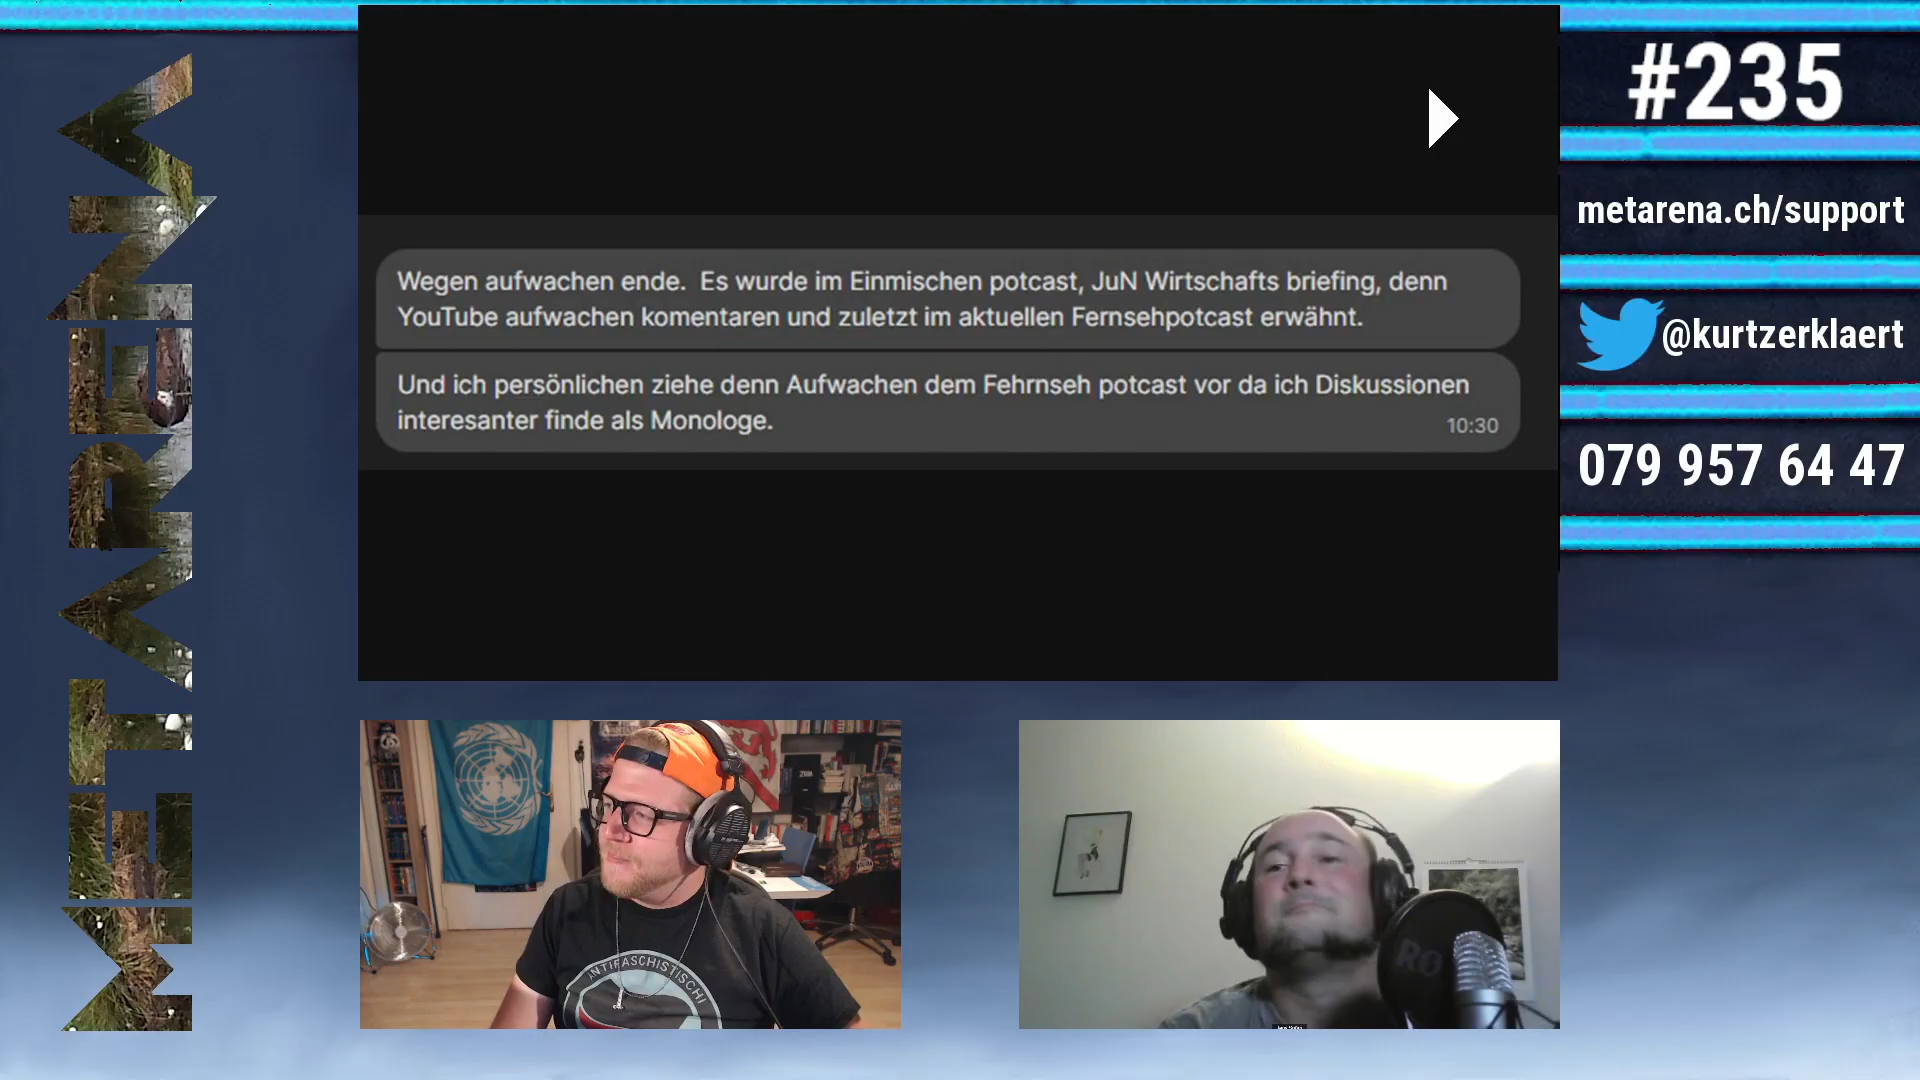 METARENA
#235
metarena.ch/support
@kurtzerklaert
079 957 64 47
Wegen aufwachen ende.  Es wurde im Einmischen potcast, JuN Wirtschafts briefing, denn
YouTube aufwachen komentaren und zuletzt im aktuellen Fernsehpotcast erwähnt.
Und ich persönlichen ziehe denn Aufwachen dem Fehrnseh potcast vor da ich Diskussionen
interesanter finde als Monologe.
10:30
ANTIFASCHISTISCH
RO